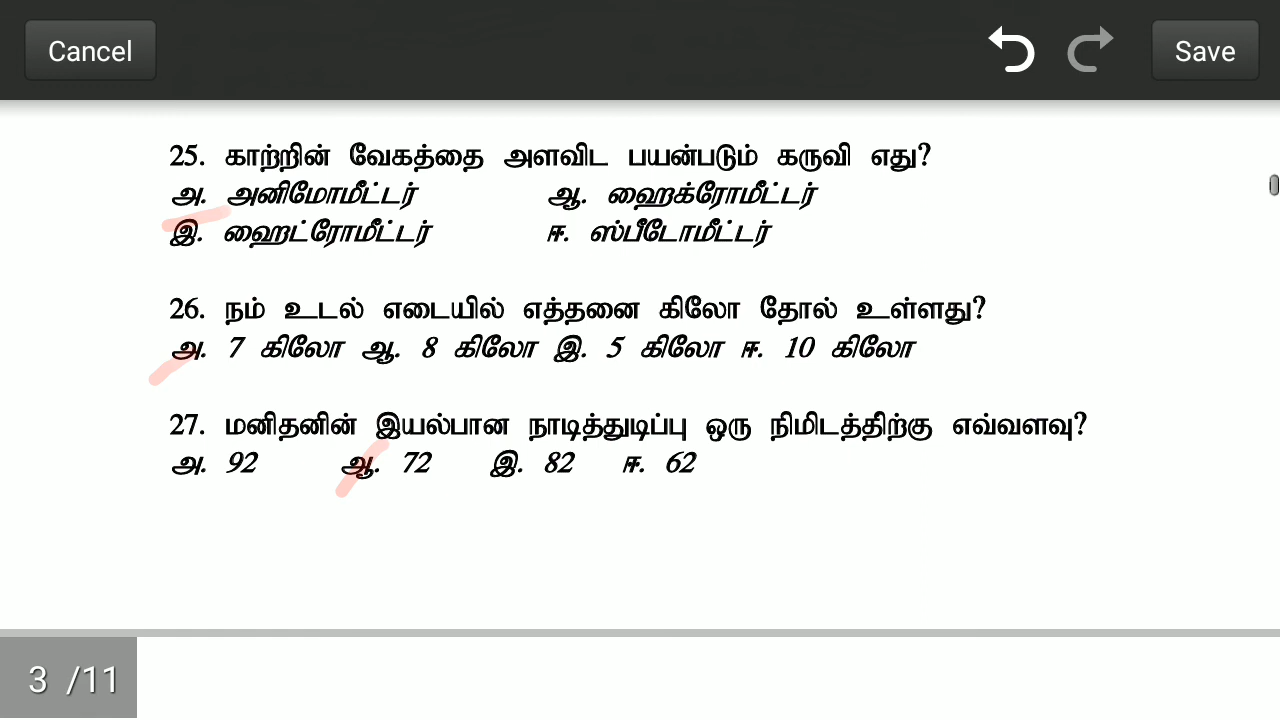 Cancel
Save
25. காற்றின் வேகத்தை அளவிட பயன்படும் கருவி எது?
அ. அனிமோமீட்டர் ஆ. ஹைக்ரோமீட்டர்
இ. ஹைட்ரோமீட்டர் ஈ. ஸ்பீடோமீட்டர்
26. நம் உடல் எடையில் எத்தனை கிலோ தோல் உள்ளது?
அ. 7 கிலோ ஆ. 8 கிலோ இ. 5 கிலோ ஈ. 10 கிலோ
27. மனிதனின் இயல்பான நாடித்துடிப்பு ஒரு நிமிடத்திற்கு எவ்வளவு?
அ. 92 ஆ. 72 இ. 82 ஈ. 62
3 /11